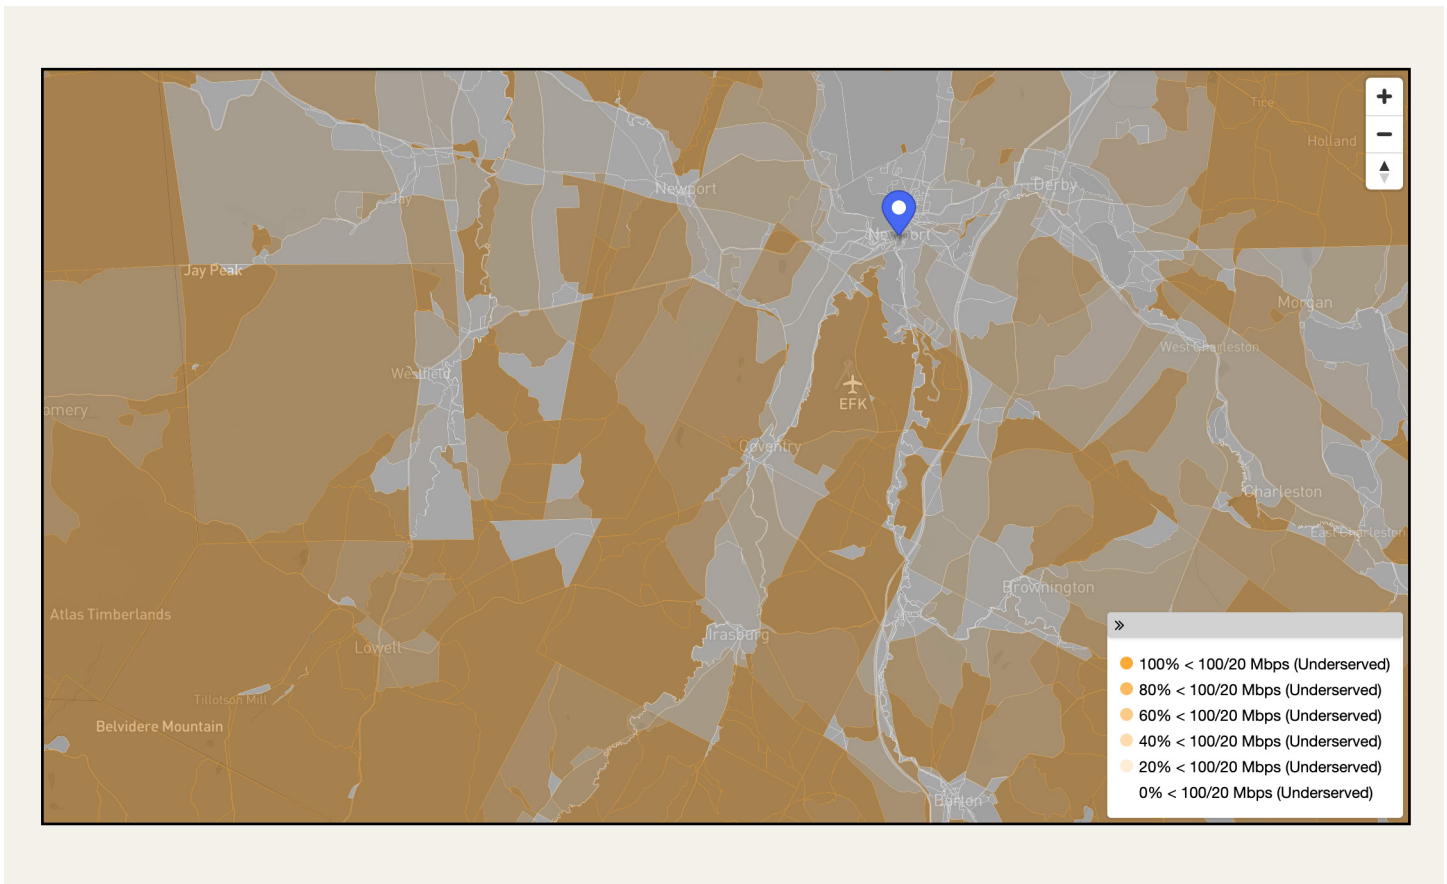 Tice
Holland
Derby
Newport
Jay
Newport
Jay Peak
Morgan
West Charleston
Westfield
EFK
omery
Coventry
Charleston
East Charleston
Brownington
Atlas Timberlands
Irasburg
Lowell
Tillotson Mill
Belvidere Mountain
Barton
100% < 100/20 Mbps (Underserved)
80% < 100/20 Mbps (Underserved)
60% < 100/20 Mbps (Underserved)
40% < 100/20 Mbps (Underserved)
20% < 100/20 Mbps (Underserved)
0% < 100/20 Mbps (Underserved)